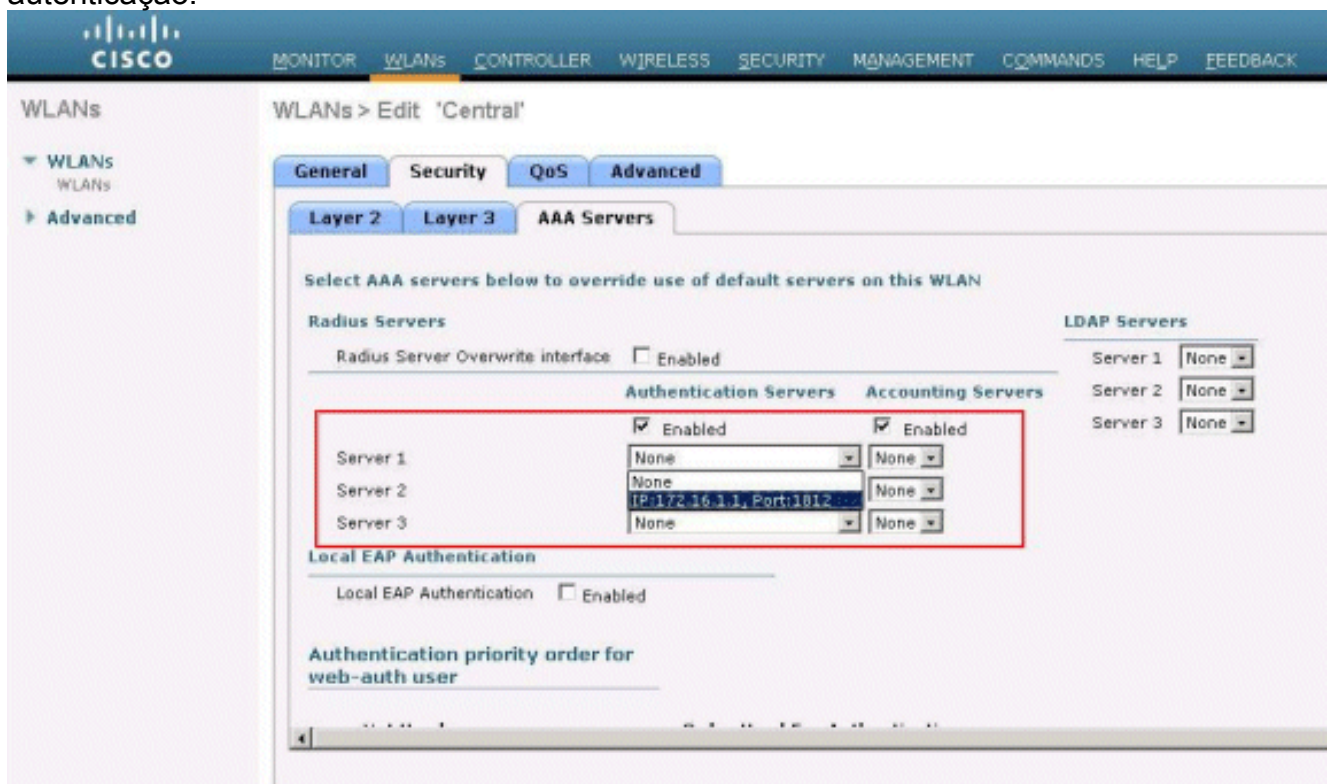 autenticação.
CISCO
MONITOR WLANs CONTROLLER WIRELESS SECURITY MANAGEMENT COMMANDS HELP FEEDBACK
WLANs
WLANs > Edit 'Central'
WLANs
WLANs
Advanced
General Security QoS Advanced
Layer 2 Layer 3 AAA Servers
Select AAA servers below to override use of default servers on this WLAN
Radius Servers
LDAP Servers
Radius Server Overwrite interface Enabled
Server 1 None
Authentication Servers Accounting Servers
Server 2 None
Enabled Enabled
Server 3 None
Server 1 None None
None
Server 2 IP:172.16.1.1, Port:1812 None
Server 3 None None
Local EAP Authentication
Local EAP Authentication Enabled
Authentication priority order for
web-auth user